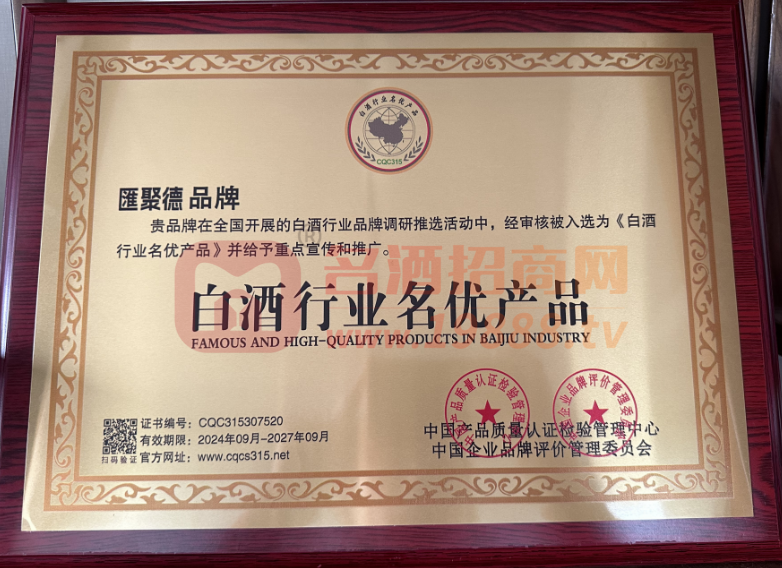 白酒行业名优产品
CQC315
匯聚德品牌
贵品牌在全国开展的白酒行业品牌调研推选活动中，经审核被入选为《白酒
行业名优产品》并给予重点宣传和推广。
名酒招商网
白酒行业名优产品
FAMOUS AND HIGH-QUALITY PRODUCTS IN BAIJIU INDUSTRY
证书编号：CQC315307520
有效期限：2024年09月-2027年09月
扫码验证 官方网址：www.cqcs315.net
中国产品质量认证检验管理中心
中国企业品牌评价管理委员会